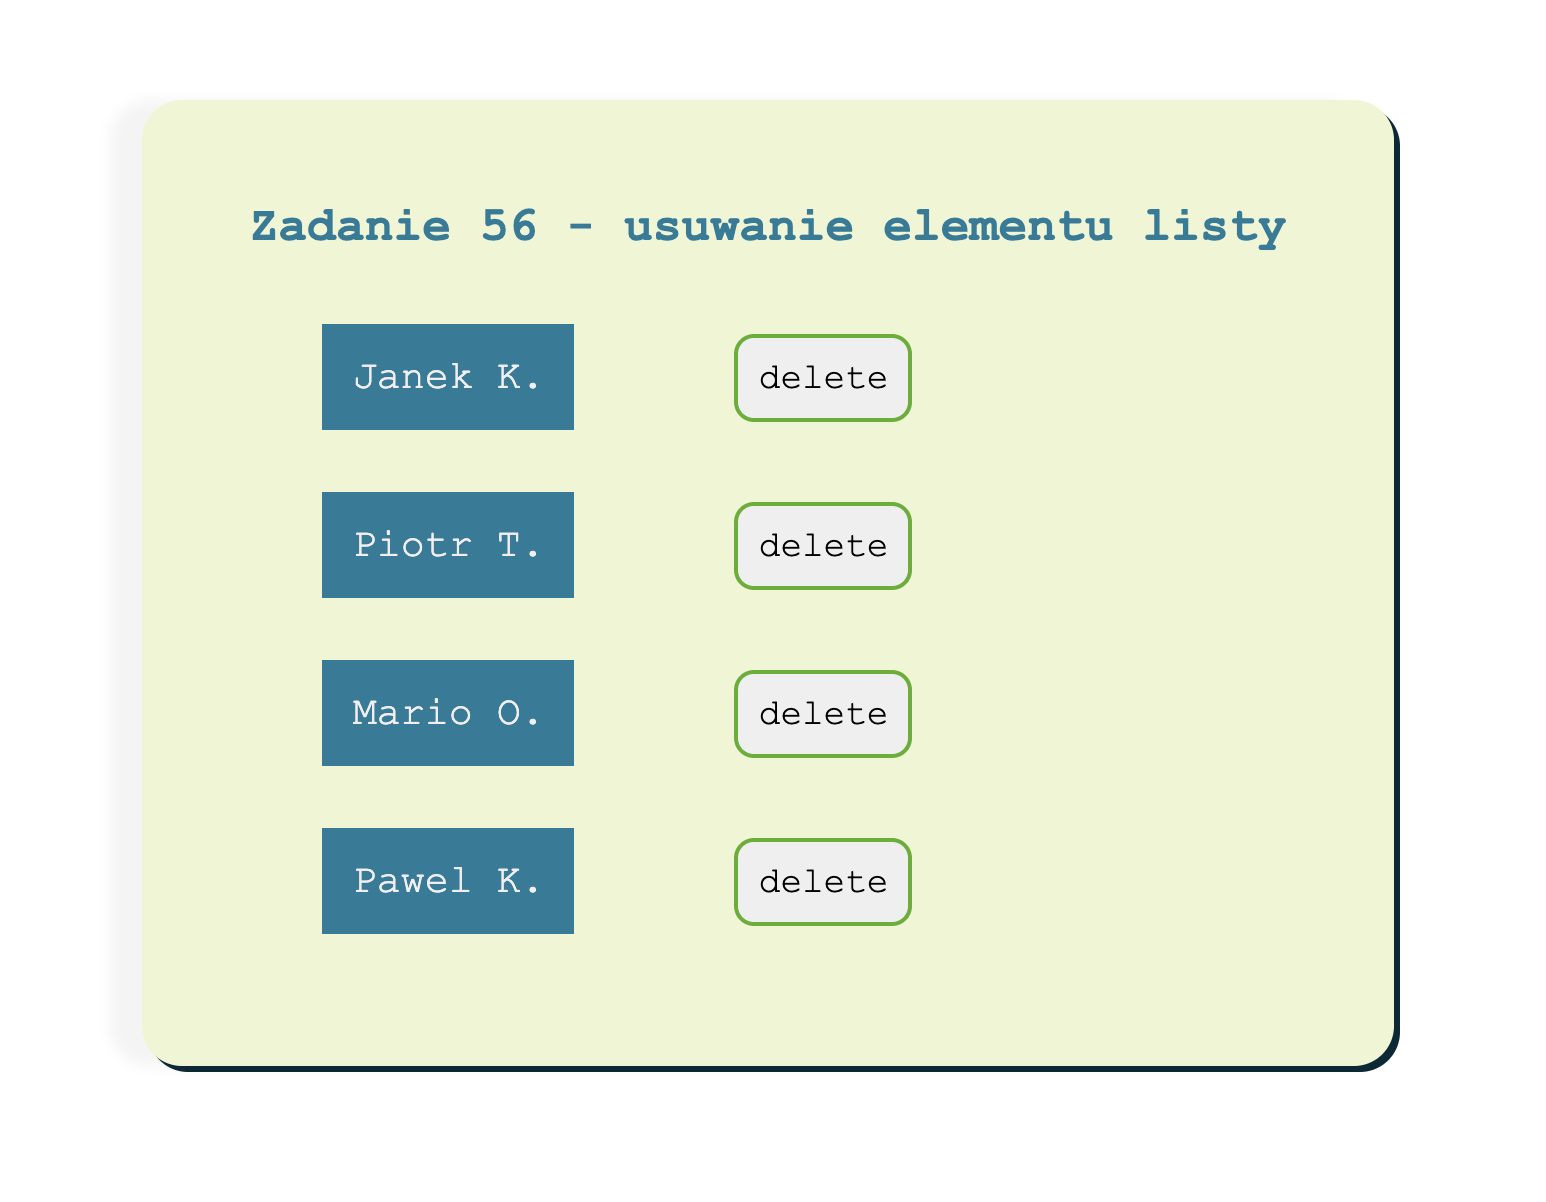 Zadanie 56 - usuwanie elementu listy
Janek K. delete
Piotr T. delete
Mario O. delete
Pawel K. delete